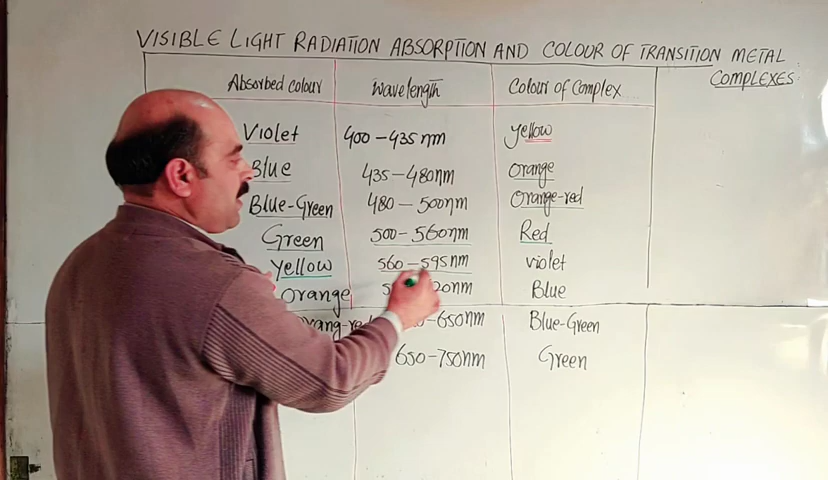 VISIBLE LIGHT RADIATION ABSORPTION AND COLOUR OF TRANSITION METAL
COMPLEXES
Absorbed colour Wavelength Colour of Complex
Violet 400-435nm yellow
Blue 435-480nm Orange
Blue-Green 480-500nm Orange-red
Green 500-560nm Red
Yellow 560-595nm violet
Orange Blue
-650nm Blue-Green
650-750nm Green